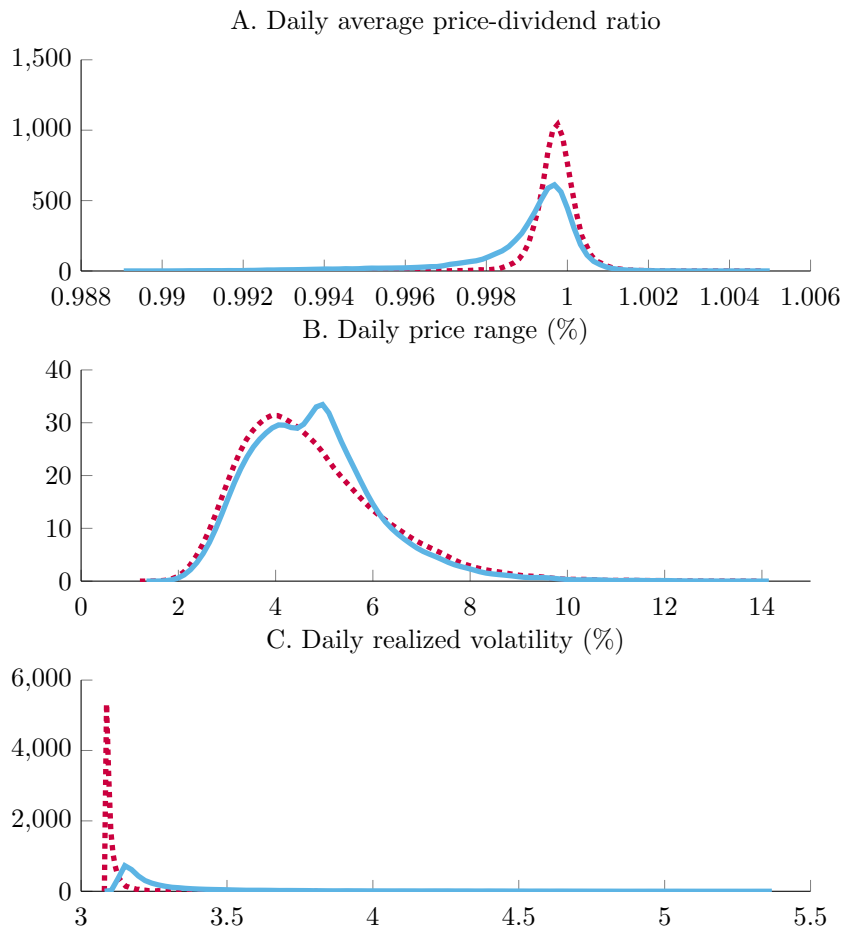 A. Daily average price-dividend ratio
1,500
1,000
500
0
0.988 0.99 0.992 0.994 0.996 0.998 1 1.002 1.004 1.006
B. Daily price range (%)
40
30
20
10
0
0 2 4 6 8 10 12 14
C. Daily realized volatility (%)
6,000
4,000
2,000
0
3 3.5 4 4.5 5 5.5